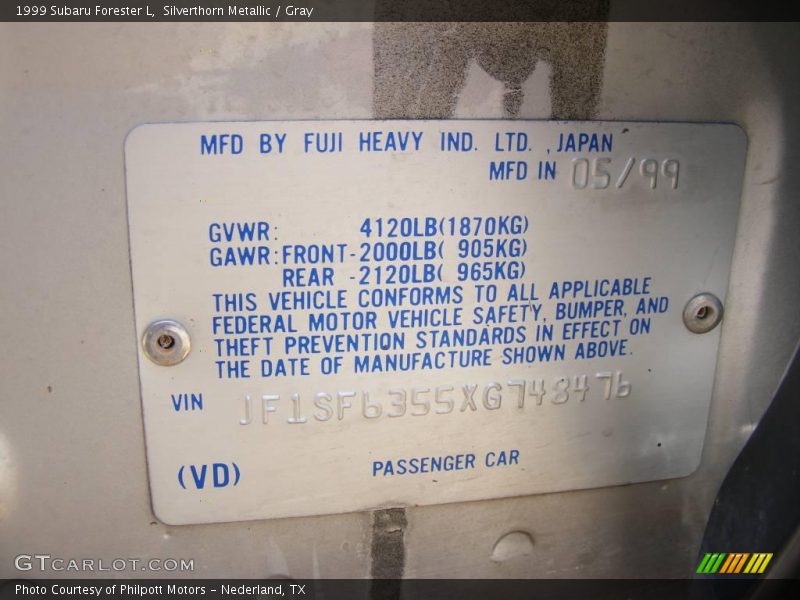 1999 Subaru Forester L,  Silverthorn Metallic / Gray
MFD BY FUJI HEAVY IND. LTD. , JAPAN
MFD IN 05/99
GVWR: 4120LB(1870KG)
GAWR:FRONT-2000LB( 905KG)
REAR -2120LB( 965KG)
THIS VEHICLE CONFORMS TO ALL APPLICABLE
FEDERAL MOTOR VEHICLE SAFETY, BUMPER, AND
THEFT PREVENTION STANDARDS IN EFFECT ON
THE DATE OF MANUFACTURE SHOWN ABOVE.
VIN JF1SF6355XG748476
(VD) PASSENGER CAR
GTCARLOT.COM
Photo Courtesy of Philpott Motors - Nederland, TX